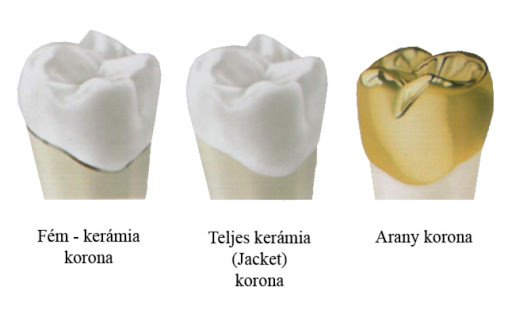 Fém - kerámia
korona
Teljes kerámia
(Jacket)
korona
Arany korona